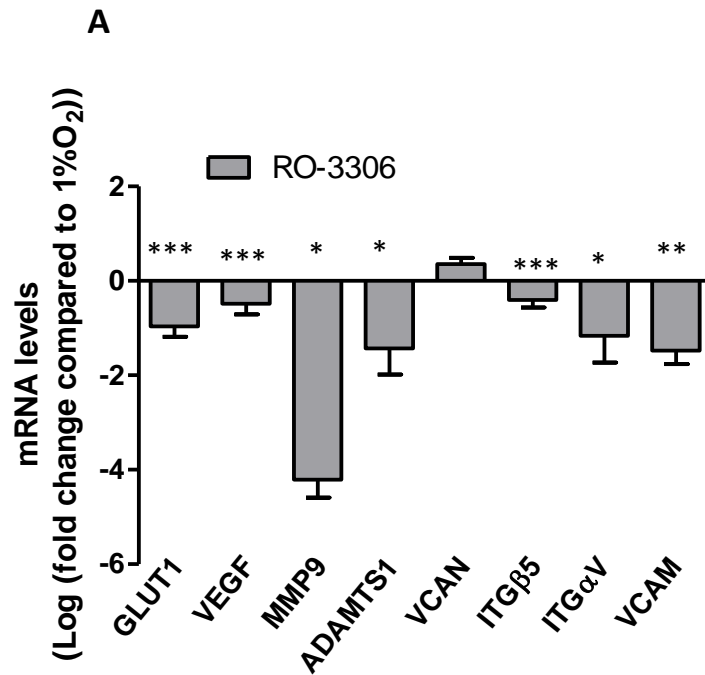 A
mRNA levels
(Log (fold change compared to 1%O₂))
RO-3306
2
0
-2
-4
-6
*** *** * * *** * **
GLUT1 VEGF MMP9 ADAMTS1 VCAN ITGβ5 ITGαV VCAM